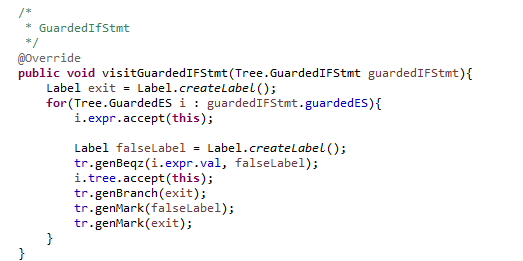 /*
 * GuardedIfStmt
 */
@Override
public void visitGuardedIFStmt(Tree.GuardedIFStmt guardedIFStmt){
    Label exit = Label.createLabel();
    for(Tree.GuardedES i : guardedIFStmt.guardedES){
        i.expr.accept(this);

        Label falseLabel = Label.createLabel();
        tr.genBeqz(i.expr.val, falseLabel);
        i.tree.accept(this);
        tr.genBranch(exit);
        tr.genMark(falseLabel);
        tr.genMark(exit);
    }
}